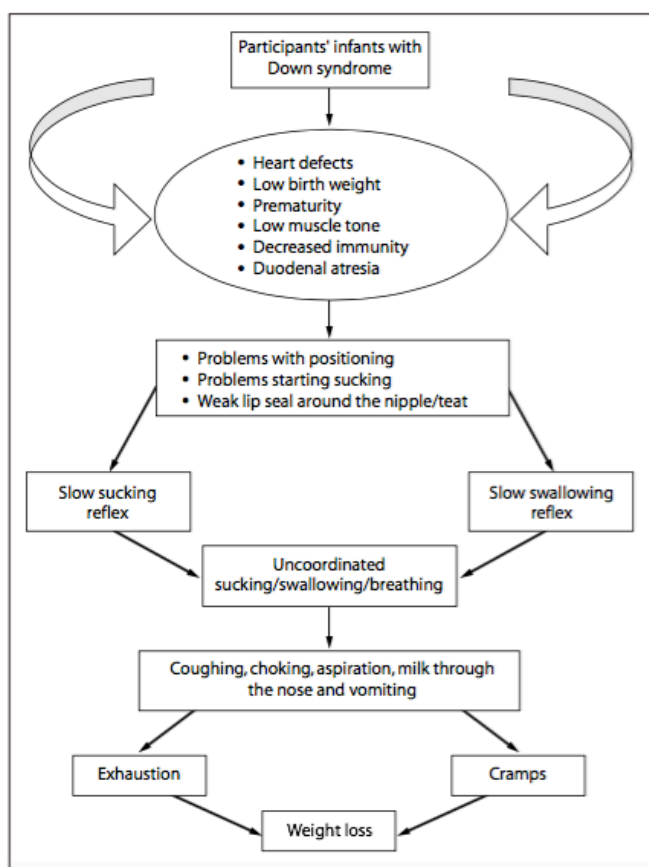 Participants' infants with
Down syndrome
• Heart defects
• Low birth weight
• Prematurity
• Low muscle tone
• Decreased immunity
• Duodenal atresia
• Problems with positioning
• Problems starting sucking
• Weak lip seal around the nipple/teat
Slow sucking
reflex
Slow swallowing
reflex
Uncoordinated
sucking/swallowing/breathing
Coughing, choking, aspiration, milk through
the nose and vomiting
Exhaustion
Cramps
Weight loss